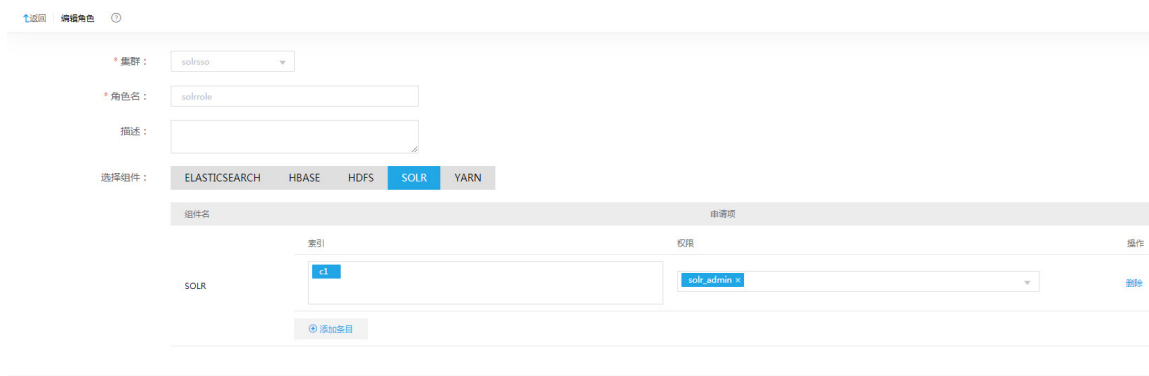 返回 编辑角色 ?
* 集群： solrsso
* 角色名： solrrole
描述：
选择组件： ELASTICSEARCH HBASE HDFS SOLR YARN
组件名 申请项
索引 权限 操作
SOLR c1 solr_admin × 删除
添加条目